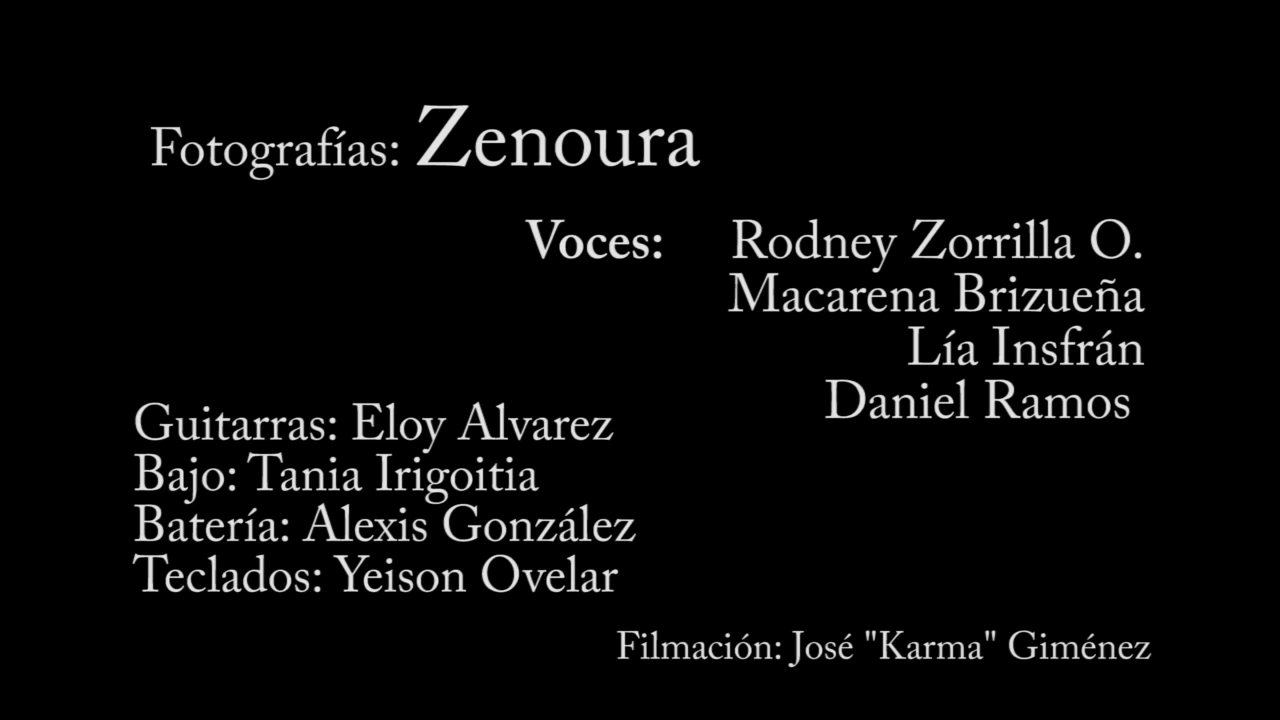 Fotografías: Zenoura
Voces: Rodney Zorrilla O.
Macarena Brizueña
Lía Insfrán
Daniel Ramos
Guitarras: Eloy Alvarez
Bajo: Tania Irigoitia
Batería: Alexis González
Teclados: Yeison Ovelar
Filmación: José "Karma" Giménez